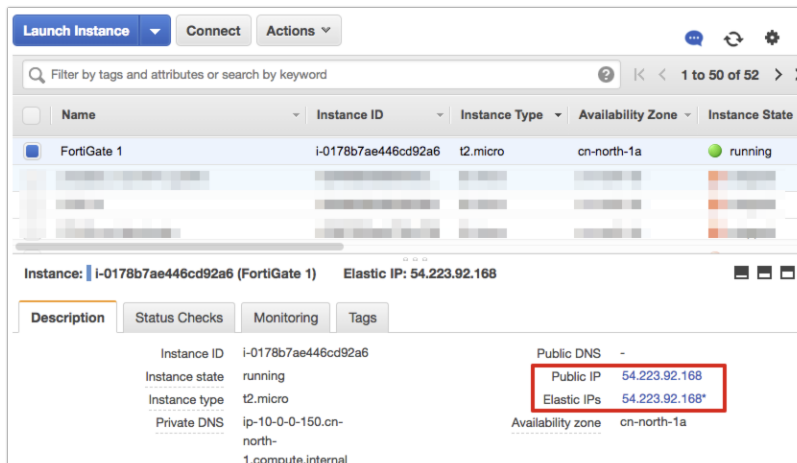 Launch Instance Connect Actions
Filter by tags and attributes or search by keyword 1 to 50 of 52
Name Instance ID Instance Type Availability Zone Instance State
FortiGate 1 i-0178b7ae446cd92a6 t2.micro cn-north-1a running
Instance: i-0178b7ae446cd92a6 (FortiGate 1) Elastic IP: 54.223.92.168
Description Status Checks Monitoring Tags
Instance ID i-0178b7ae446cd92a6 Public DNS -
Instance state running Public IP 54.223.92.168
Instance type t2.micro Elastic IPs 54.223.92.168*
Private DNS ip-10-0-0-150.cn- Availability zone cn-north-1a
north-
1.compute.internal